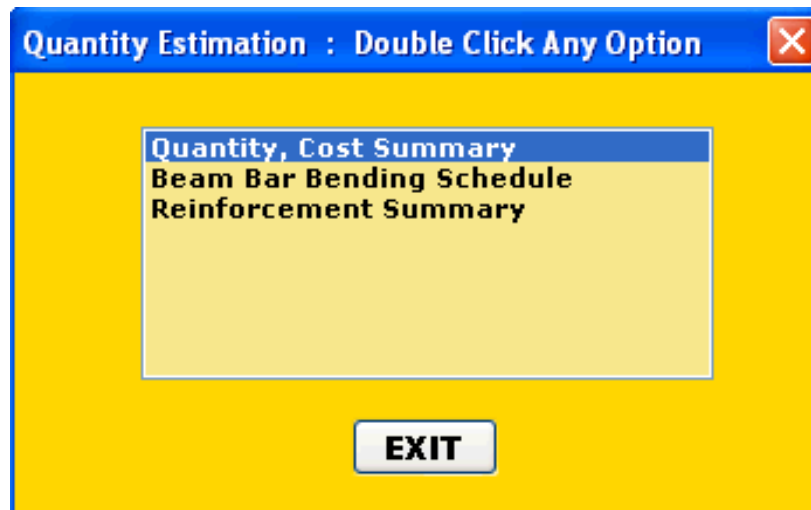 Quantity Estimation : Double Click Any Option
Quantity, Cost Summary
Beam Bar Bending Schedule
Reinforcement Summary
EXIT